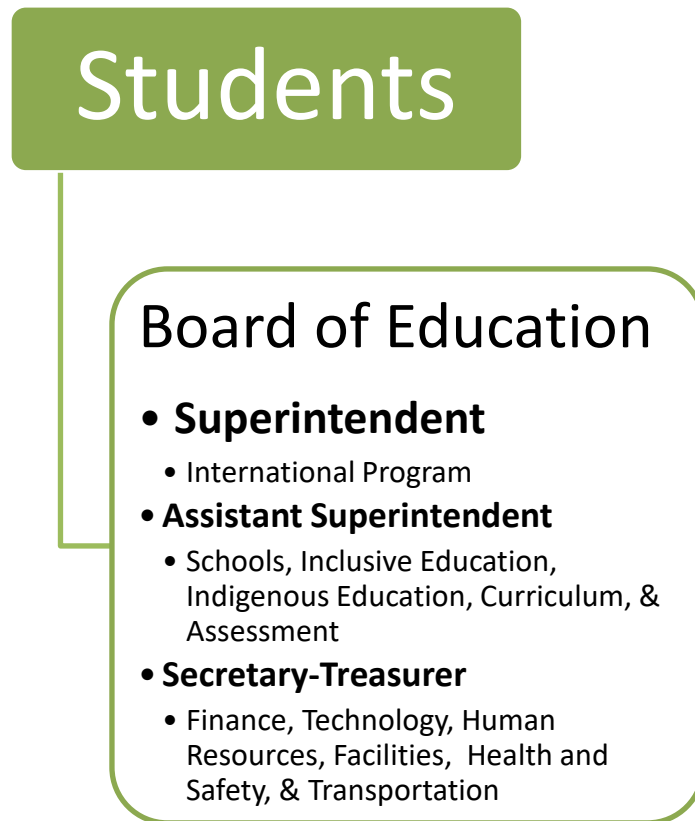 Students
Board of Education
• Superintendent
• International Program
• Assistant Superintendent
• Schools, Inclusive Education,
Indigenous Education, Curriculum, &
Assessment
• Secretary-Treasurer
• Finance, Technology, Human
Resources, Facilities,  Health and
Safety, & Transportation